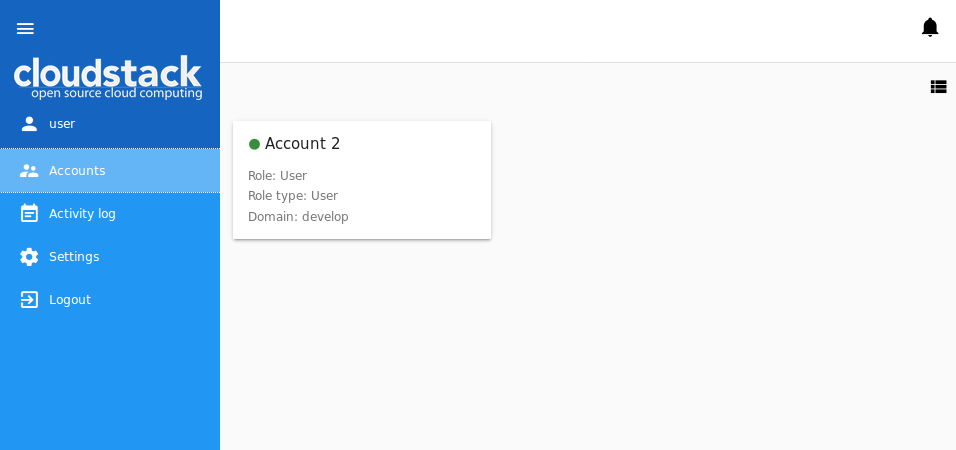 cloudstack
open source cloud computing
user
Accounts
Activity log
Settings
Logout
Account 2
Role: User
Role type: User
Domain: develop